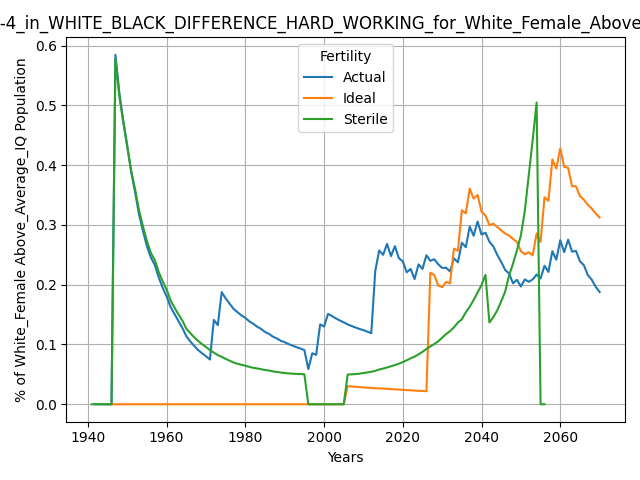 -4_in_WHITE_BLACK_DIFFERENCE_HARD_WORKING_for_White_Female_Above
% of White_Female Above_Average_IQ Population
0.6
0.5
0.4
0.3
0.2
0.1
0.0
Fertility
Actual
Ideal
Sterile
1940 1960 1980 2000 2020 2040 2060
Years